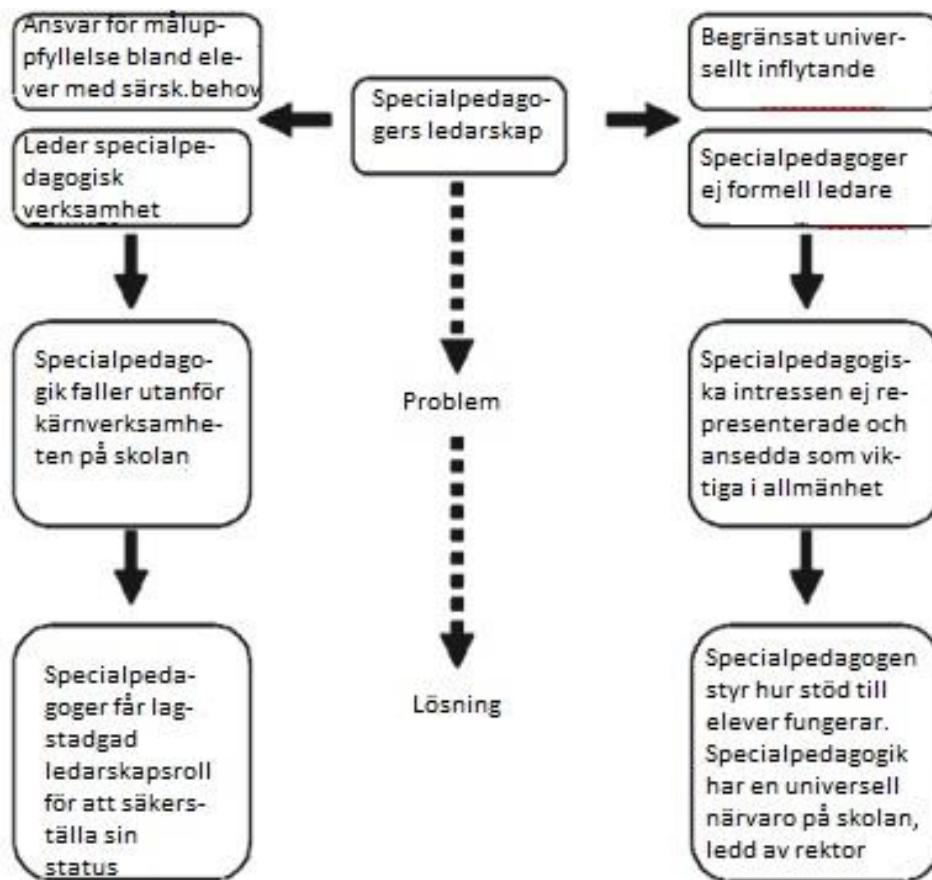 Ansvar för målup-
pfyllelse bland ele-
ver med särsk.behov
Leder specialpe-
dagogisk
verksamhet
Specialpedago-
gers ledarskap
Begränsat univer-
sellt inflytande
Specialpedagoger
ej formell ledare
Specialpedago-
gik faller utanför
kärnverksamhe-
ten på skolan
Problem
Specialpedagogis-
ka intressen ej re-
presenterade och
ansedda som vik-
tiga i allmänhet
Specialpeda-
goger får lag-
stadgad
ledarskapsroll
för att säkers-
tälla sin
status
Lösning
Specialpedagogen
styr hur stöd till
elever fungerar.
Specialpedagogik
har en universell
närvaro på skolan,
ledd av rektor